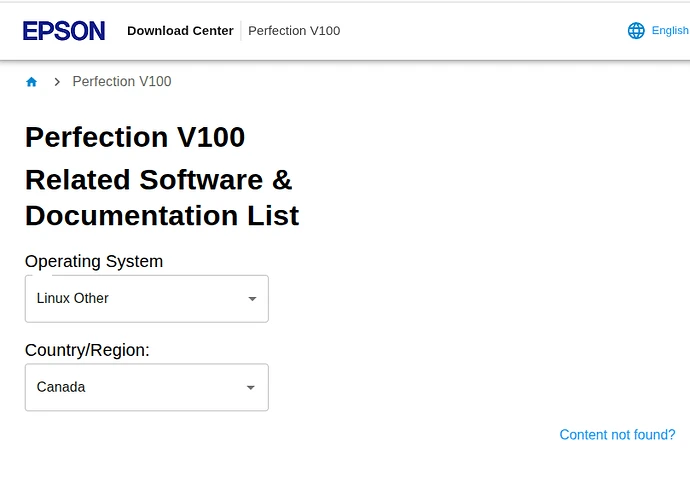 EPSON Download Center Perfection V100 English
Perfection V100
Perfection V100
Related Software &
Documentation List
Operating System
Linux Other
Country/Region:
Canada
Content not found?